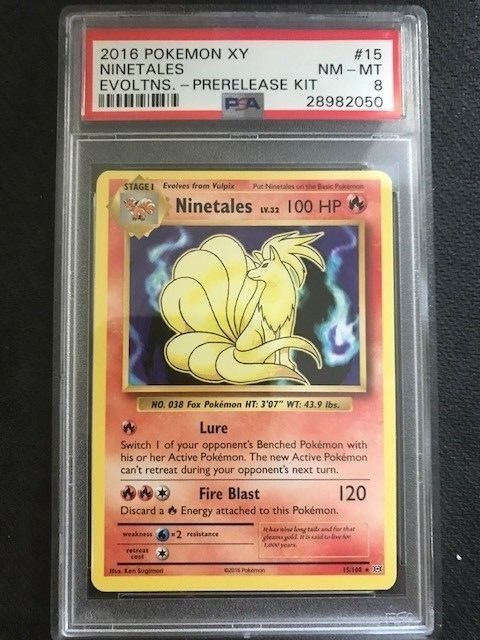 2016 POKEMON XY #15
NINETALES NM - MT
EVOLTNS. - PRERELEASE KIT 8
PSA 28982050
STAGE 1 Evolves from Vulpix Put Ninetales on the Basic Pokémon
Ninetales LV.32 100 HP
NO. 038 Fox Pokémon HT: 3'07" WT: 43.9 lbs.
Lure
Switch 1 of your opponent's Benched Pokémon with
his or her Active Pokémon. The new Active Pokémon
can't retreat during your opponent's next turn.
Fire Blast 120
Discard a Energy attached to this Pokémon.
weakness ×2 resistance
It has nine long tails and fur that
gleams gold. It is said to live for
1,000 years.
retreat
cost
Illus. Ken Sugimori ©2016 Pokémon 15/108